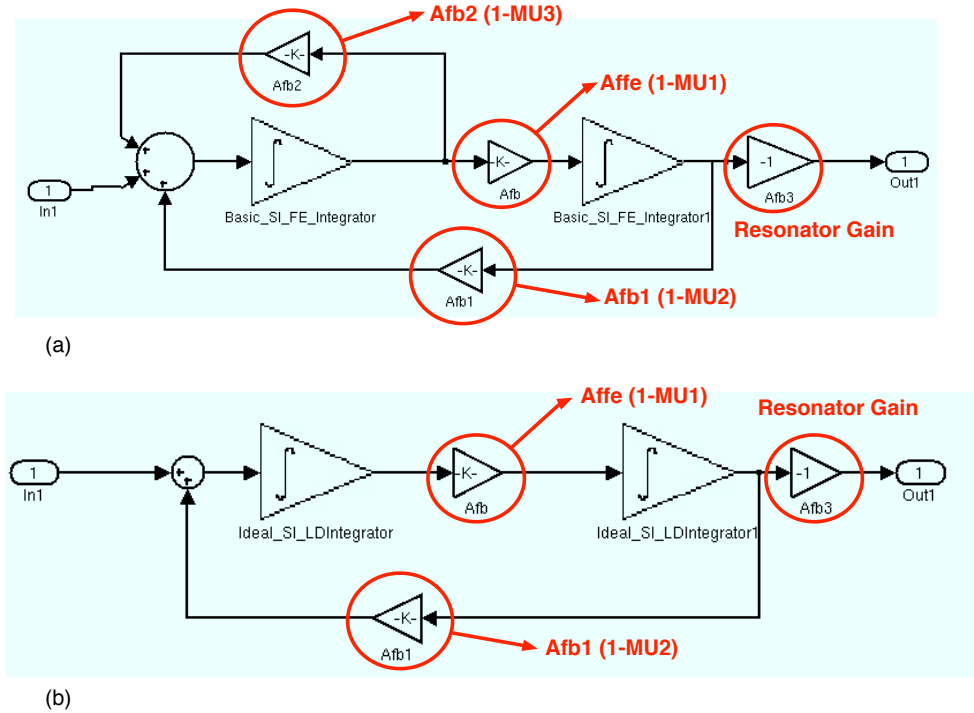 Afb2 (1-MU3)
-K-
Afb2
Affe (1-MU1)
-K-
Afb
-1
Afb3
1
In1
1
Out1
Basic_SI_FE_Integrator
Basic_SI_FE_Integrator1
Resonator Gain
-K-
Afb1
Afb1 (1-MU2)
(a)
Affe (1-MU1)
Resonator Gain
1
In1
-K-
Afb
-1
Afb3
1
Out1
Ideal_SI_LDIntegrator
Ideal_SI_LDIntegrator1
-K-
Afb1
Afb1 (1-MU2)
(b)